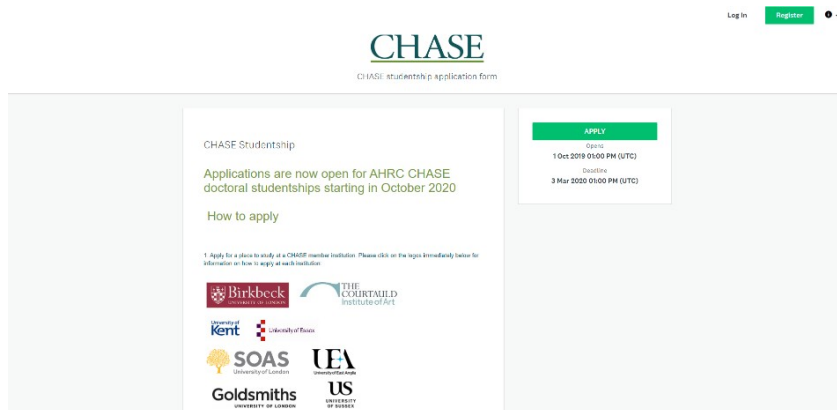 Log In
Register
CHASE
CHASE studentship application form
CHASE Studentship
Applications are now open for AHRC CHASE
doctoral studentships starting in October 2020
How to apply
1. Apply for a place to study at a CHASE member institution. Please click on the logos immediately below for
information on how to apply at each institution
Birkbeck
UNIVERSITY OF LONDON
THE
COURTAULD
Institute of Art
University of
Kent
University of Essex
SOAS
University of London
UEA
University of East Anglia
Goldsmiths
UNIVERSITY OF LONDON
US
UNIVERSITY
OF SUSSEX
APPLY
Opens
1 Oct 2019 01:00 PM (UTC)
Deadline
3 Mar 2020 01:00 PM (UTC)